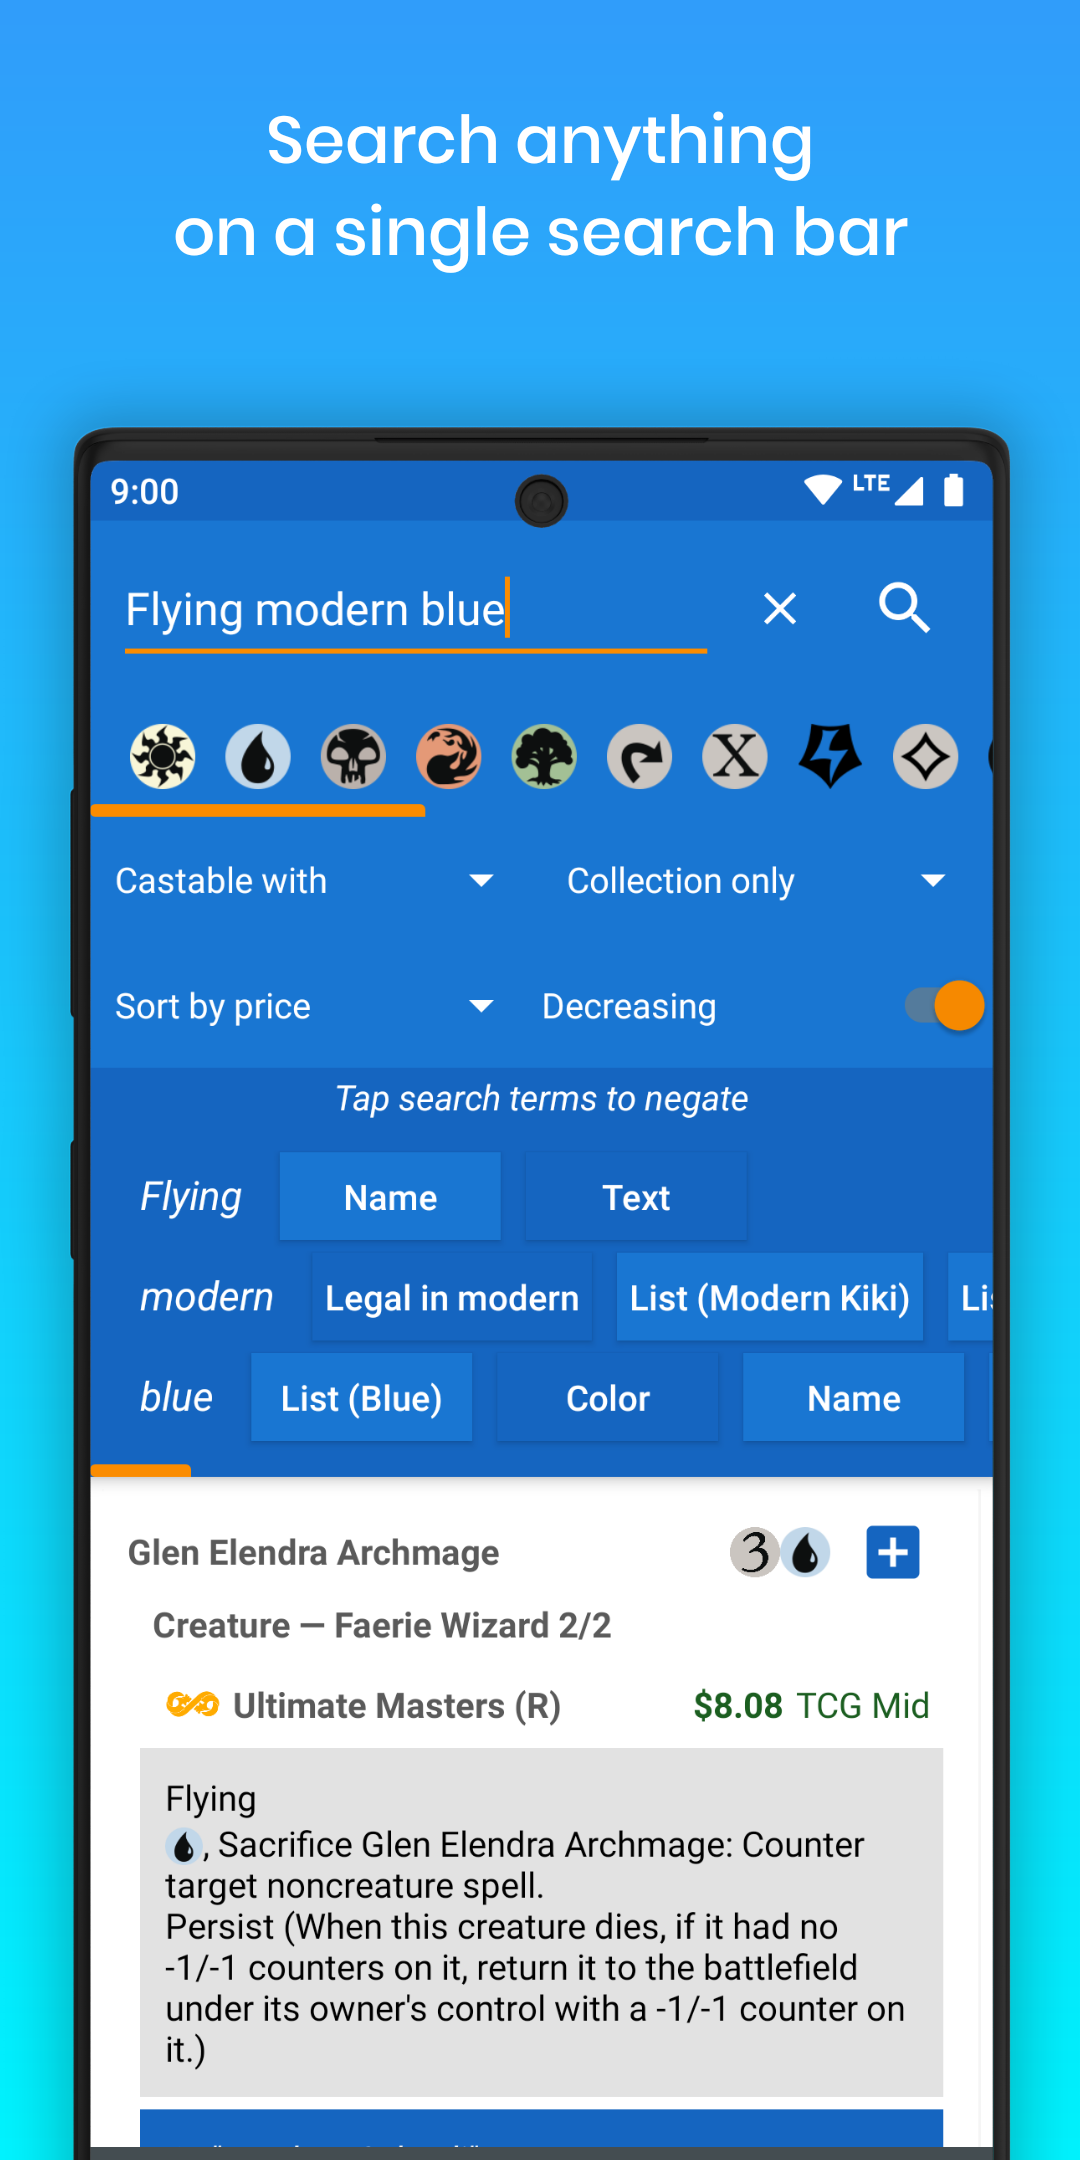 Search anything
on a single search bar
9:00
LTE
Flying modern blue
X
Castable with
Collection only
Sort by price
Decreasing
Tap search terms to negate
Flying
Name
Text
modern
Legal in modern
List (Modern Kiki)
blue
List (Blue)
Color
Name
Glen Elendra Archmage
3
Creature — Faerie Wizard 2/2
Ultimate Masters (R)
$8.08 TCG Mid
Flying
, Sacrifice Glen Elendra Archmage: Counter
target noncreature spell.
Persist (When this creature dies, if it had no
-1/-1 counters on it, return it to the battlefield
under its owner's control with a -1/-1 counter on
it.)